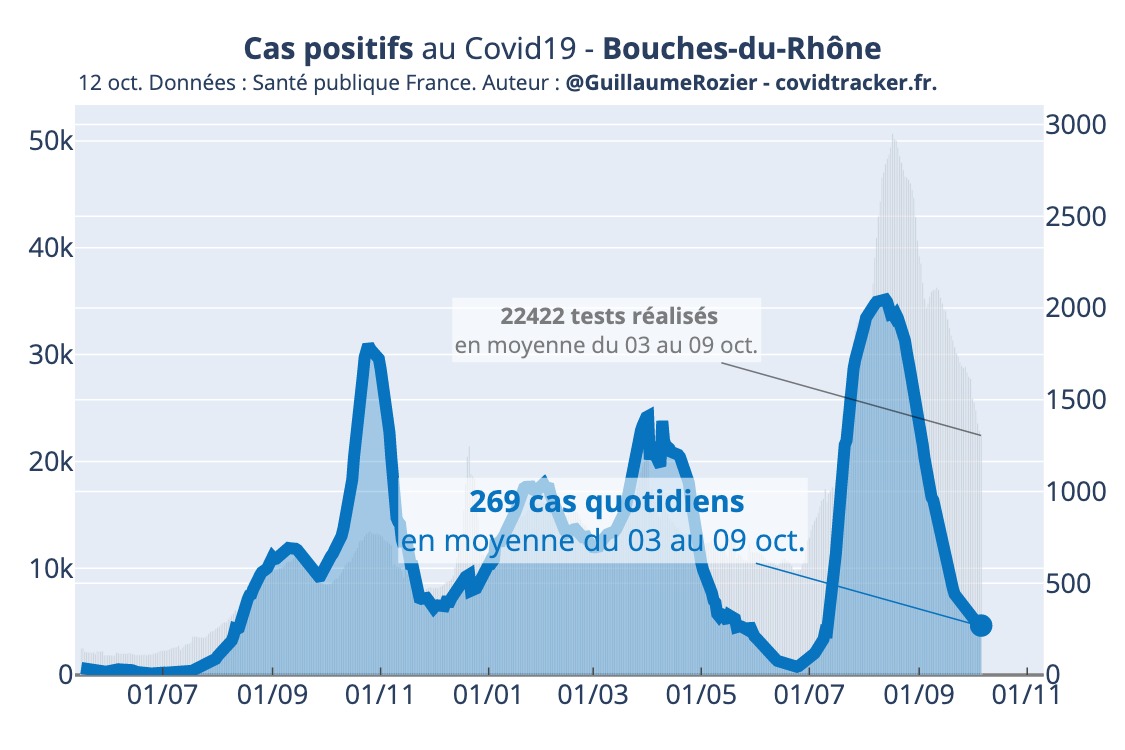 Cas positifs au Covid19 - Bouches-du-Rhône
12 oct. Données : Santé publique France. Auteur : @GuillaumeRozier - covidtracker.fr.
50k
40k
30k
20k
10k
0
3000
2500
2000
1500
1000
500
0
22422 tests réalisés
en moyenne du 03 au 09 oct.
269 cas quotidiens
en moyenne du 03 au 09 oct.
01/07 01/09 01/11 01/01 01/03 01/05 01/07 01/09 01/11